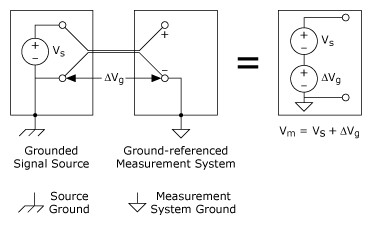 +
−
Vs
+
−
ΔVg
=
+
−
Vs
+
−
ΔVg
Vm = VS + ΔVg
Grounded
Signal Source
Ground-referenced
Measurement System
Source
Ground
Measurement
System Ground